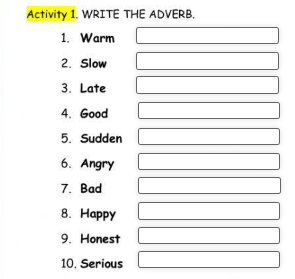 Activity 1. WRITE THE ADVERB.
1. Warm
2. Slow
3. Late
4. Good
5. Sudden
6. Angry
7. Bad
8. Happy
9. Honest
10. Serious